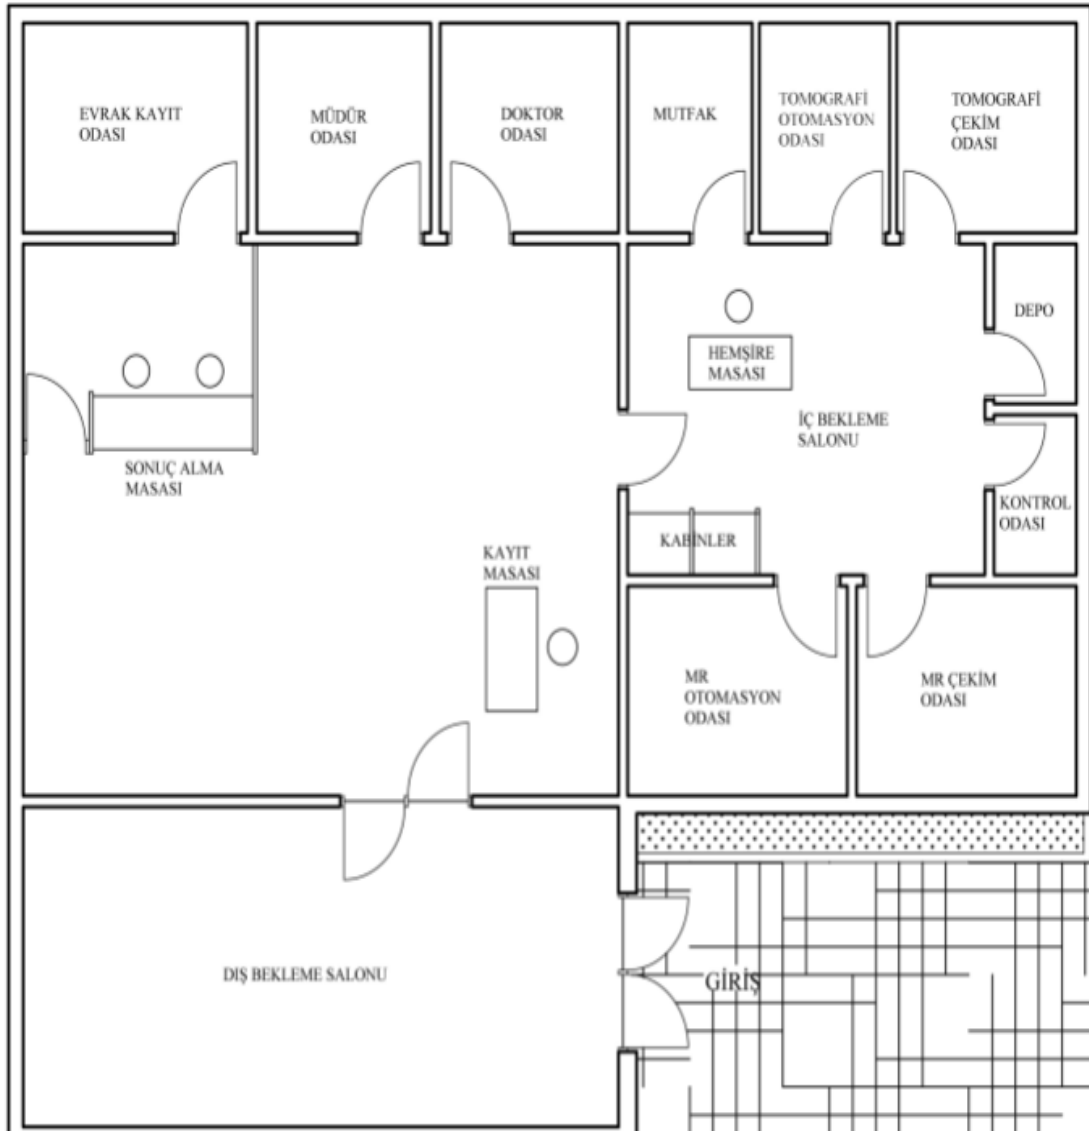 EVRAK KAYIT
ODASI
MÜDÜR
ODASI
DOKTOR
ODASI
MUTFAK
TOMOGRAFİ
OTOMASYON
ODASI
TOMOGRAFİ
ÇEKİM
ODASI
DEPO
HEMŞİRE
MASASI
İÇ BEKLEME
SALONU
SONUÇ ALMA
MASASI
KONTROL
ODASI
KABİNLER
KAYIT
MASASI
MR
OTOMASYON
ODASI
MR ÇEKİM
ODASI
DIŞ BEKLEME SALONU
GİRİŞ